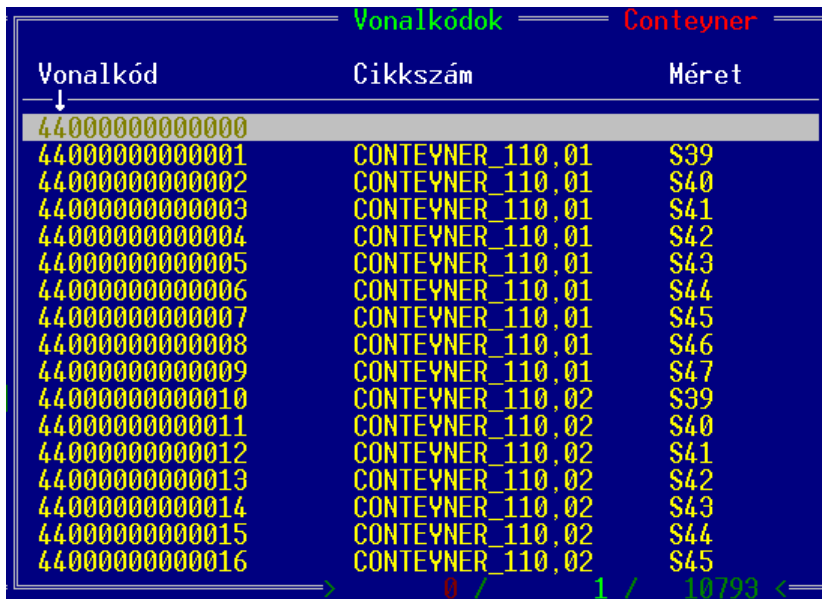 Vonalkódok Conteyner
Vonalkód Cikkszám Méret
44000000000000
44000000000001 CONTEYNER_110,01 S39
44000000000002 CONTEYNER_110,01 S40
44000000000003 CONTEYNER_110,01 S41
44000000000004 CONTEYNER_110,01 S42
44000000000005 CONTEYNER_110,01 S43
44000000000006 CONTEYNER_110,01 S44
44000000000007 CONTEYNER_110,01 S45
44000000000008 CONTEYNER_110,01 S46
44000000000009 CONTEYNER_110,01 S47
44000000000010 CONTEYNER_110,02 S39
44000000000011 CONTEYNER_110,02 S40
44000000000012 CONTEYNER_110,02 S41
44000000000013 CONTEYNER_110,02 S42
44000000000014 CONTEYNER_110,02 S43
44000000000015 CONTEYNER_110,02 S44
44000000000016 CONTEYNER_110,02 S45
> 0 / 1 / 10793 <